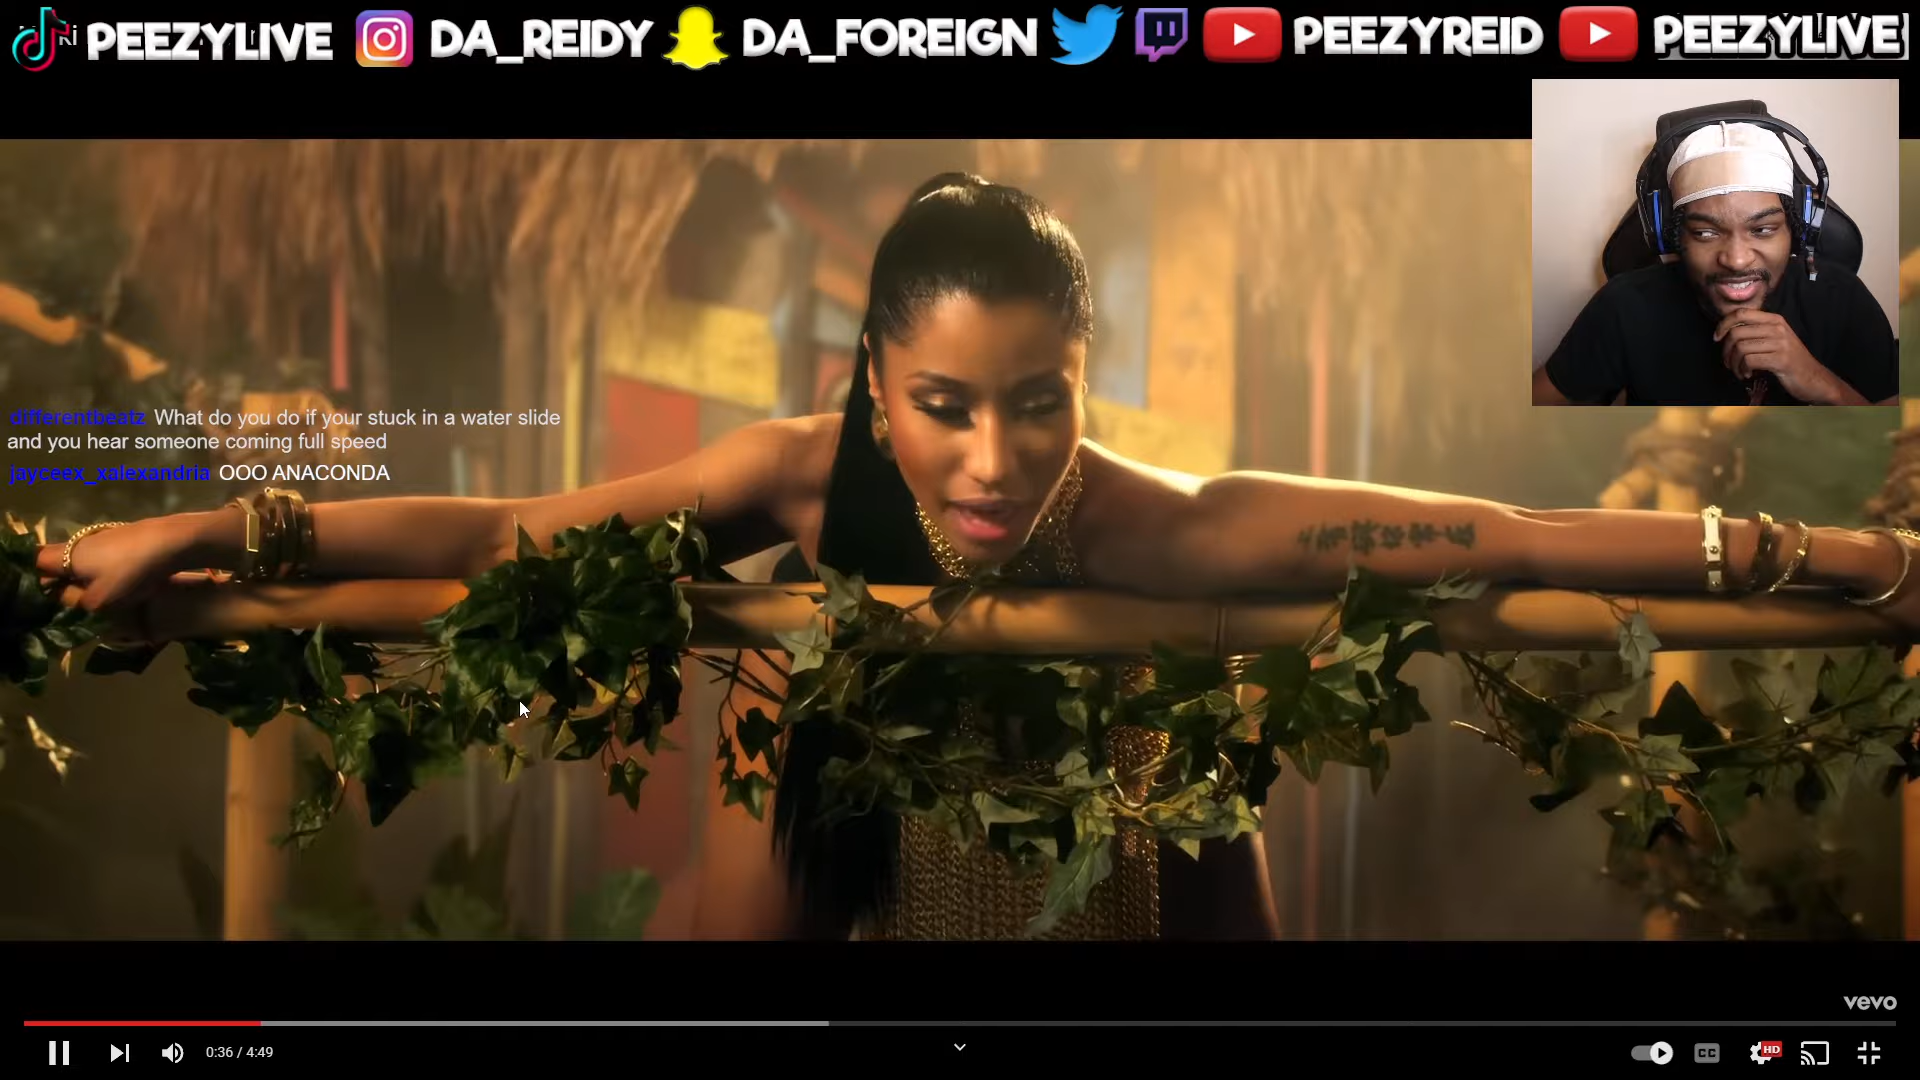 PEEZYLIVE DA_REIDY DA_FOREIGN PEEZYREID PEEZYLIVE
differentbeatz What do you do if your stuck in a water slide
and you hear someone coming full speed
jayceex_xalexandria OOO ANACONDA
vevo
0:36 / 4:49 CC HD